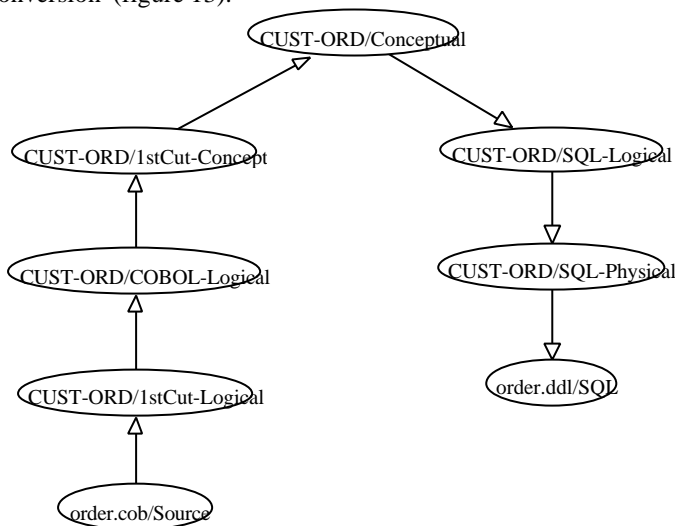 onversion' (figure 13).
CUST-ORD/Conceptual
CUST-ORD/1stCut-Concept
CUST-ORD/SQL-Logical
CUST-ORD/COBOL-Logical
CUST-ORD/SQL-Physical
CUST-ORD/1stCut-Logical
order.ddl/SQL
order.cob/Source